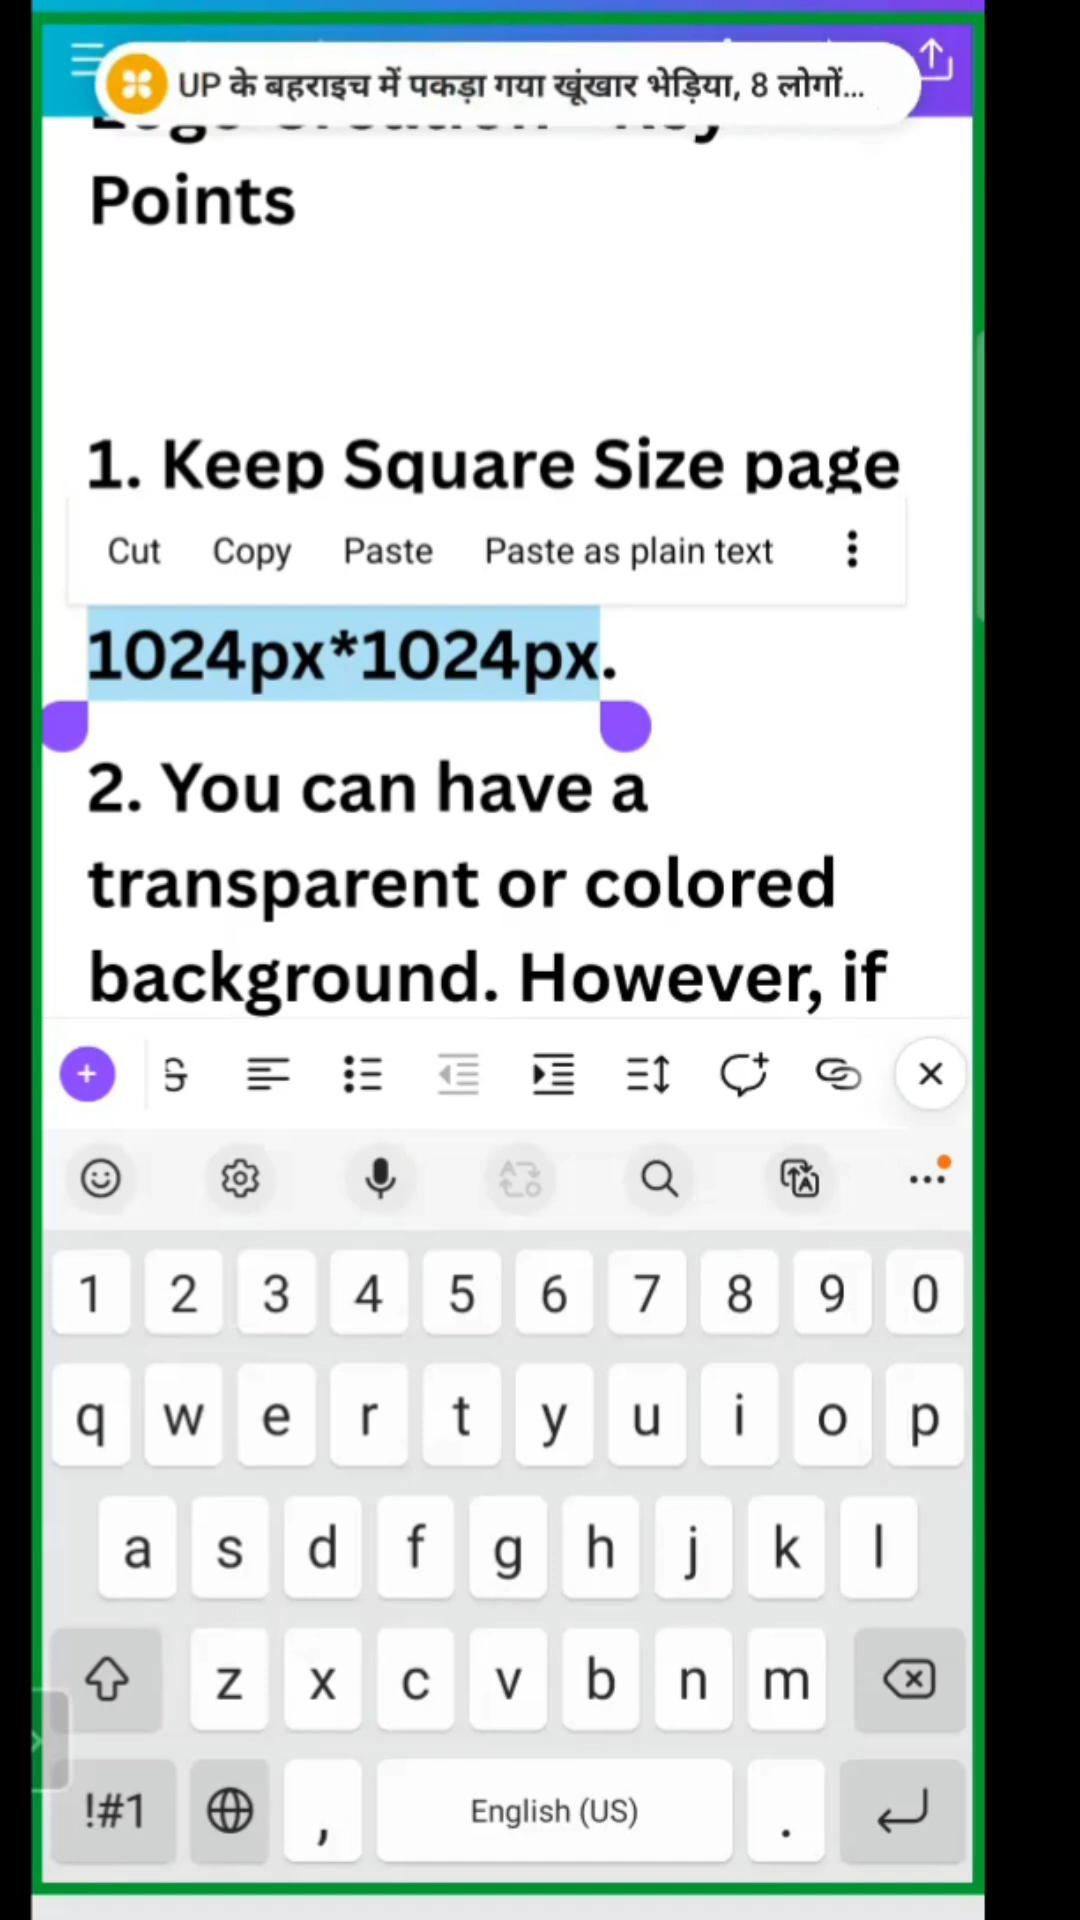 UP के बहराइच में पकड़ा गया खूंखार भेड़िया, 8 लोगों...
Points
1. Keep Square Size page
Cut Copy Paste Paste as plain text
1024px*1024px.
2. You can have a
transparent or colored
background. However, if
1 2 3 4 5 6 7 8 9 0
q w e r t y u i o p
a s d f g h j k l
z x c v b n m
!#1 , English (US) .